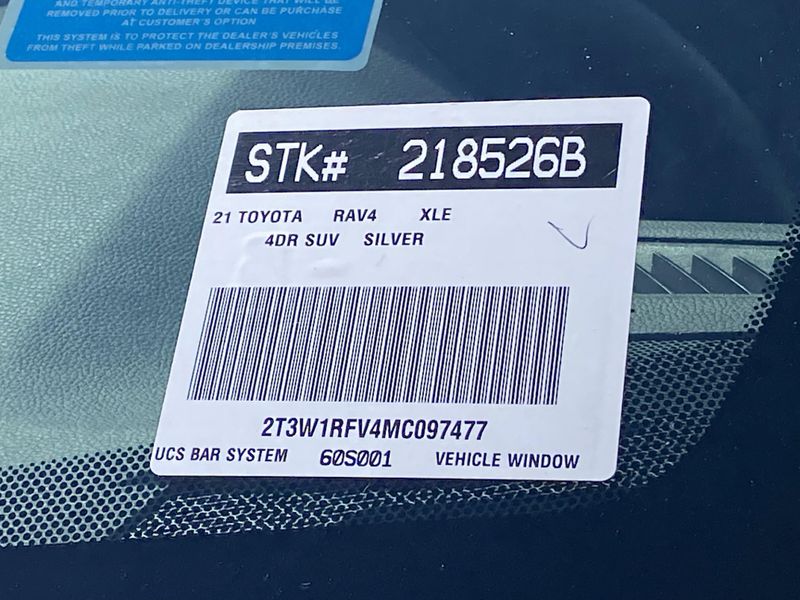 AND TEMPORARY ANTI-THEFT DEVICE THAT WILL BE
REMOVED PRIOR TO DELIVERY OR CAN BE PURCHASE
AT CUSTOMER'S OPTION
THIS SYSTEM IS TO PROTECT THE DEALER'S VEHICLES
FROM THEFT WHILE PARKED ON DEALERSHIP PREMISES.
STK# 218526B
21 TOYOTA RAV4 XLE
4DR SUV SILVER
2T3W1RFV4MC097477
UCS BAR SYSTEM 60S001 VEHICLE WINDOW